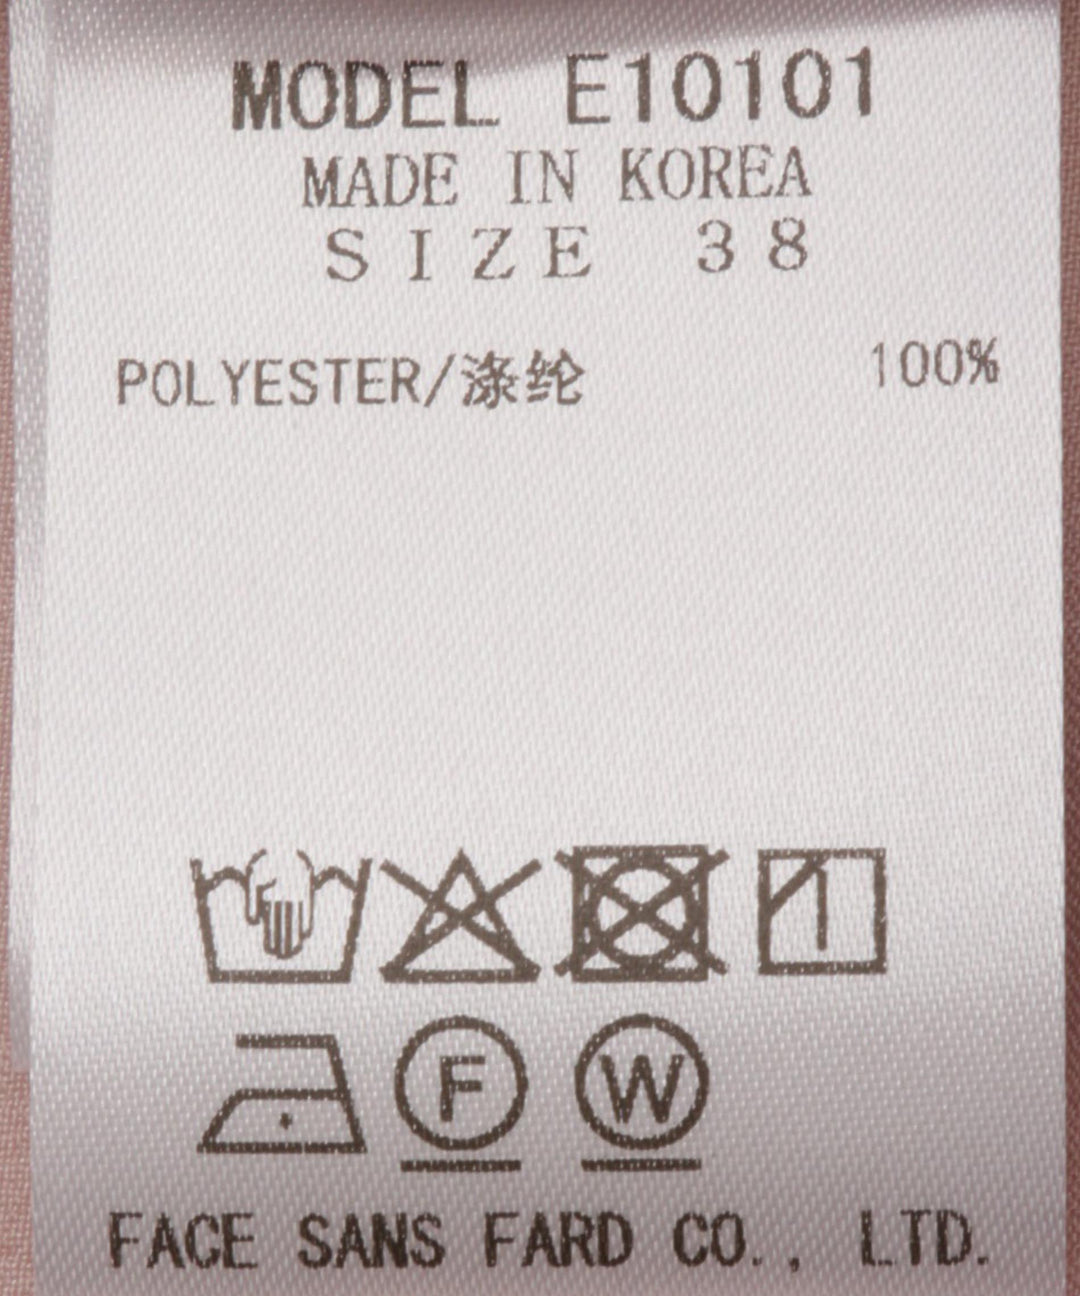 MODEL E10101
MADE IN KOREA
SIZE 38
POLYESTER/涤纶 100%
F W
FACE SANS FARD CO., LTD.